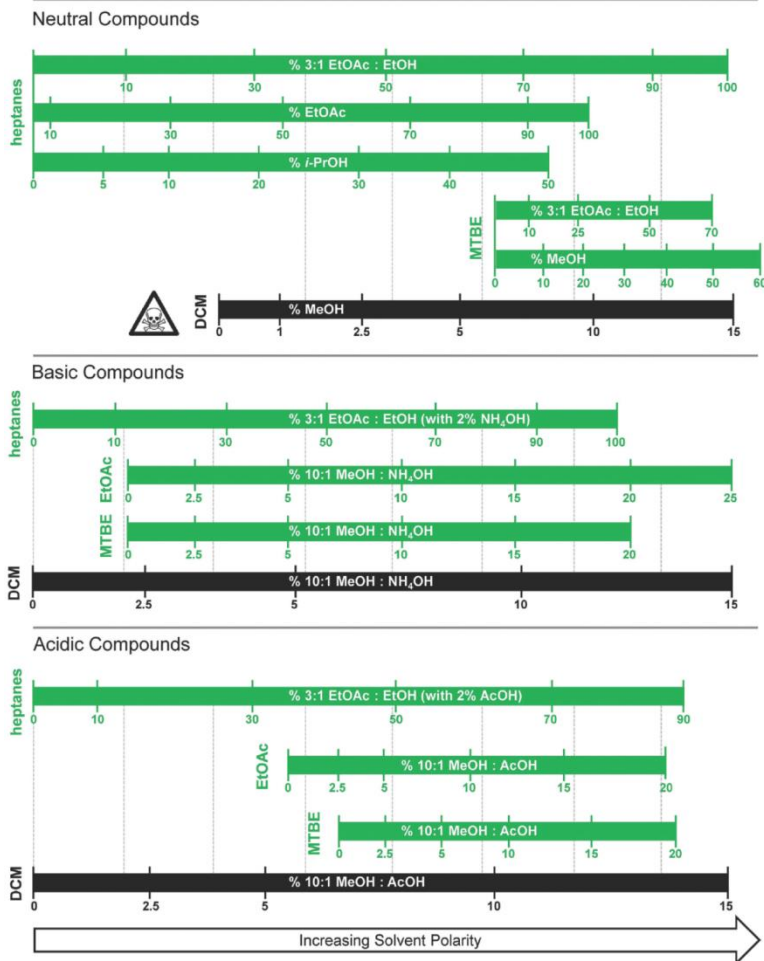 Neutral Compounds
heptanes
% 3:1 EtOAc : EtOH
10 30 50 70 90 100
% EtOAc
10 30 50 70 90 100
% i-PrOH
0 5 10 20 30 40 50
MTBE
% 3:1 EtOAc : EtOH
10 25 50 70
% MeOH
0 10 20 30 40 50 60
DCM
% MeOH
0 1 2.5 5 10 15
Basic Compounds
heptanes
% 3:1 EtOAc : EtOH (with 2% NH₄OH)
0 10 30 50 70 90 100
EtOAc
% 10:1 MeOH : NH₄OH
0 2.5 5 10 15 20 25
MTBE
% 10:1 MeOH : NH₄OH
0 2.5 5 10 15 20
DCM
% 10:1 MeOH : NH₄OH
0 2.5 5 10 15
Acidic Compounds
heptanes
% 3:1 EtOAc : EtOH (with 2% AcOH)
0 10 30 50 70 90
EtOAc
% 10:1 MeOH : AcOH
0 2.5 5 10 15 20
MTBE
% 10:1 MeOH : AcOH
0 2.5 5 10 15 20
DCM
% 10:1 MeOH : AcOH
0 2.5 5 10 15
Increasing Solvent Polarity